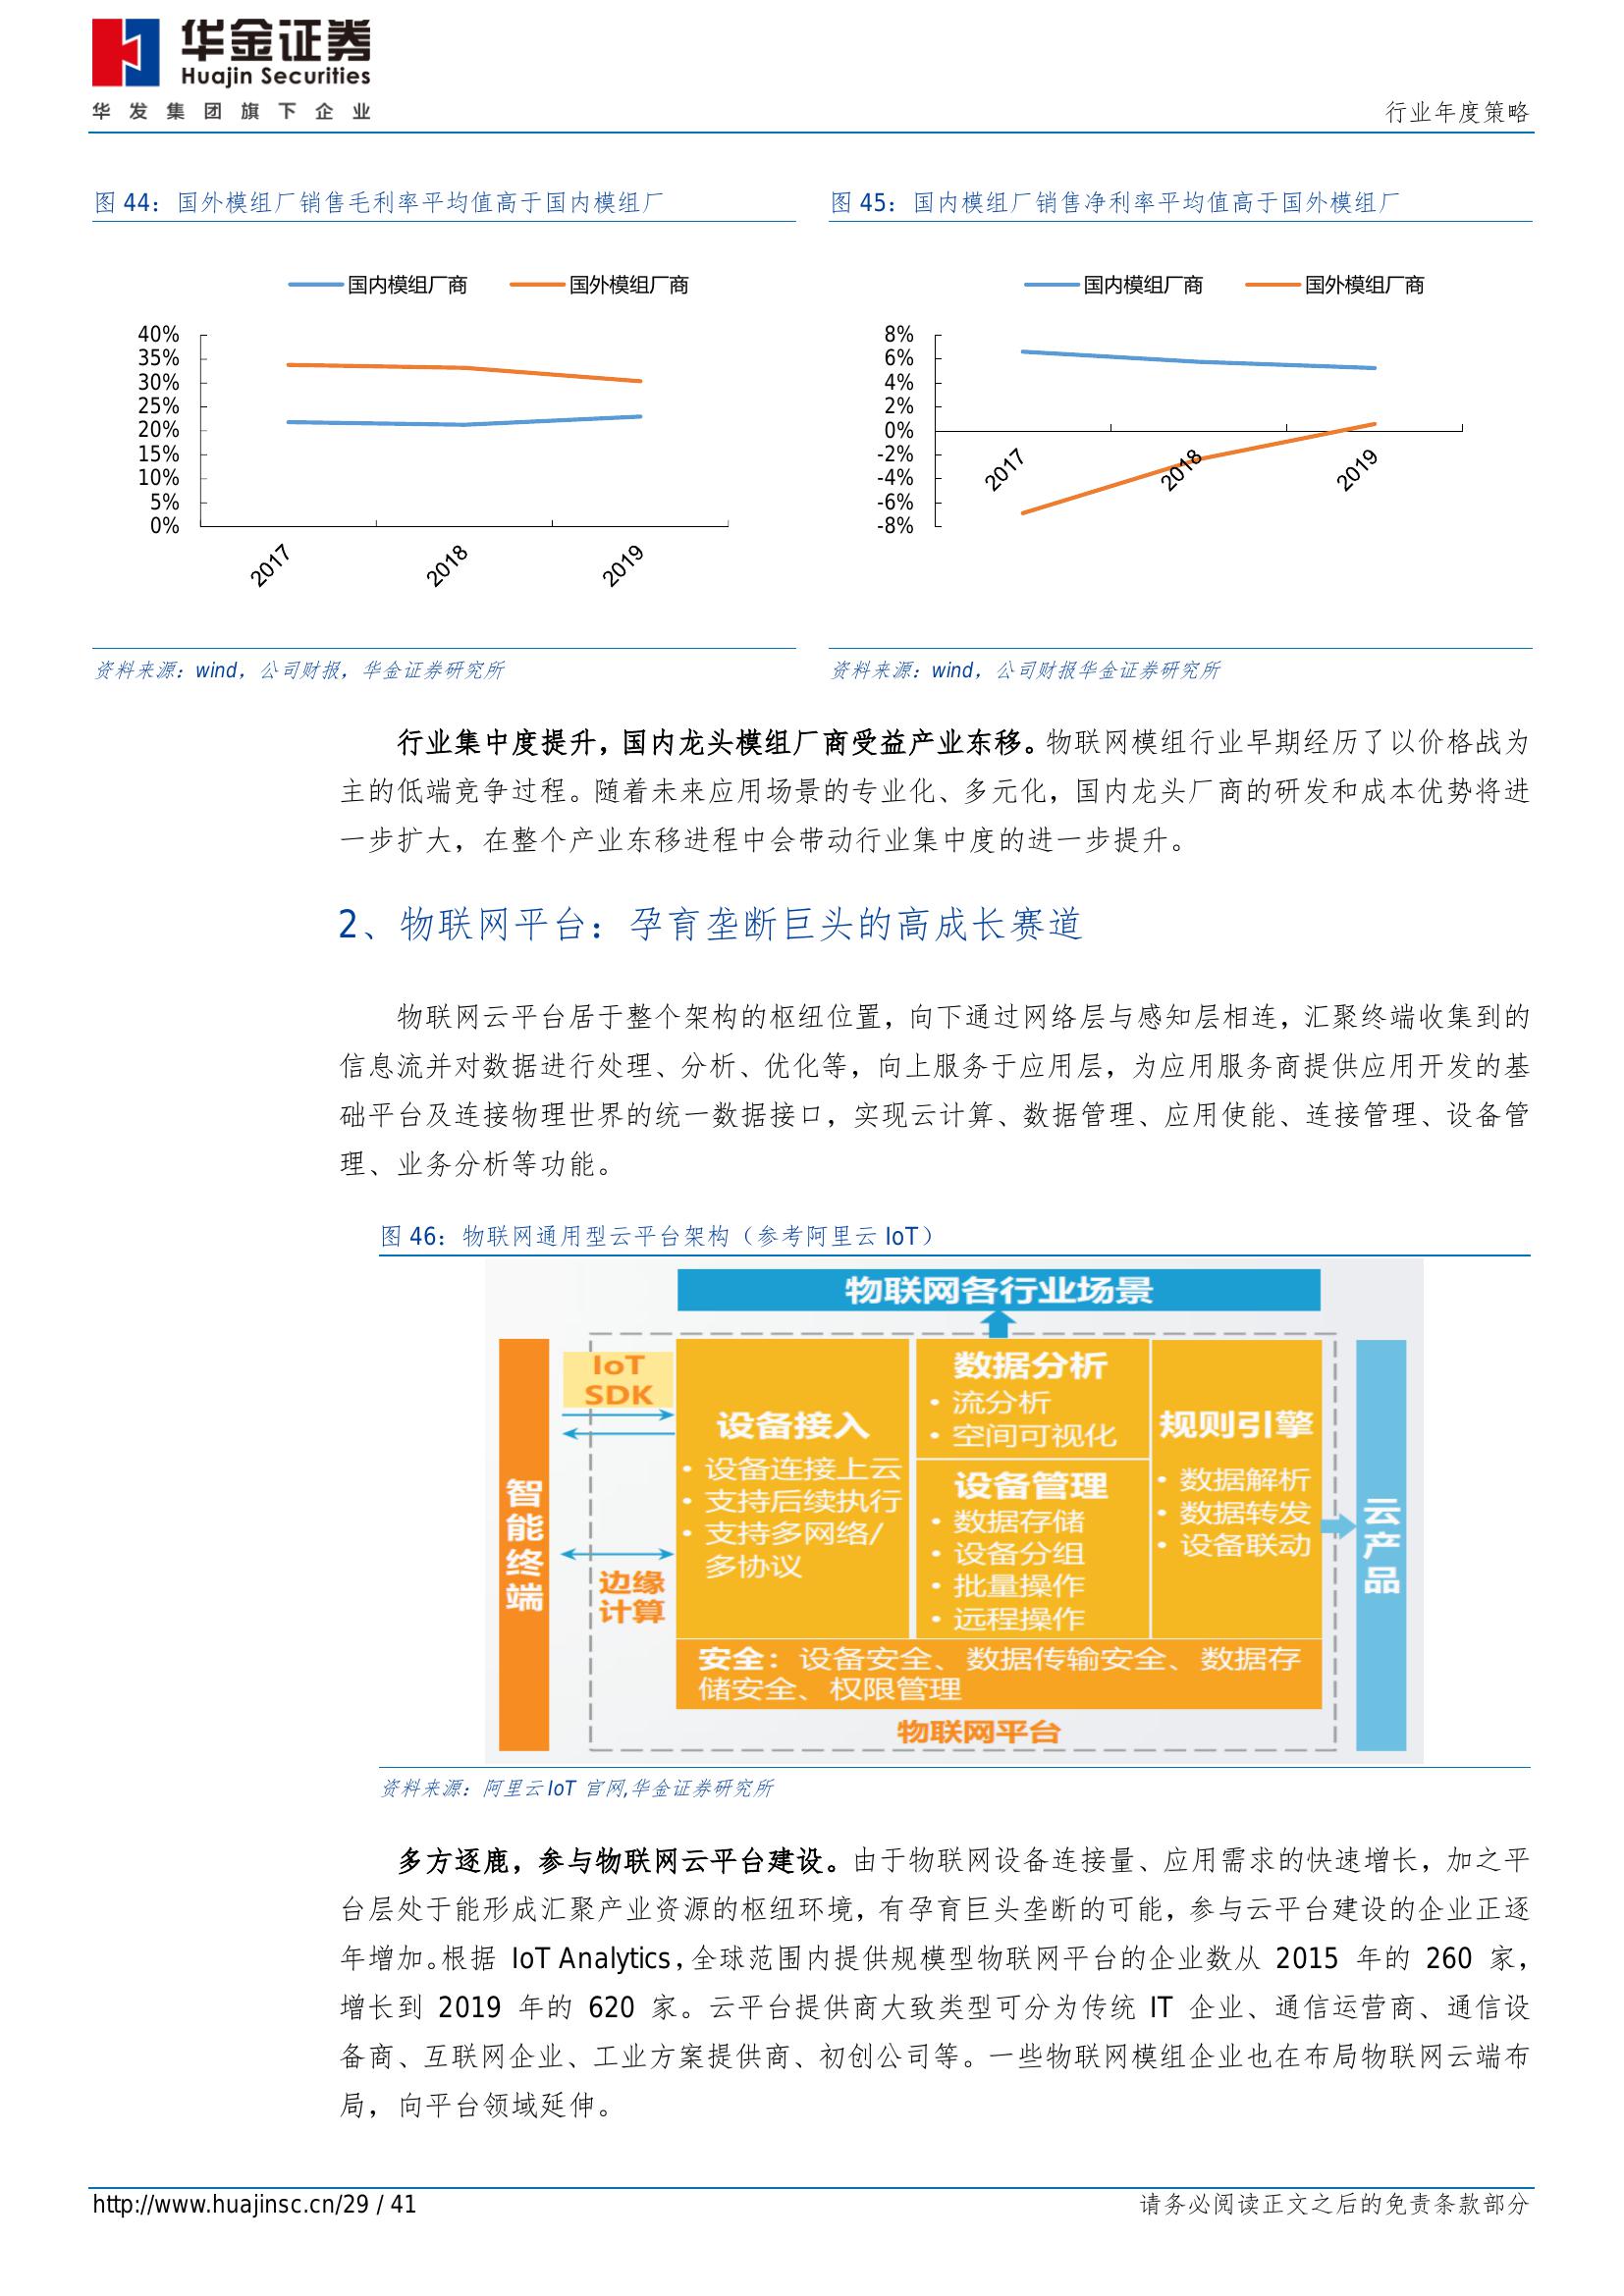 华金证券
Huajin Securities
华发集团旗下企业
行业年度策略
图 44：国外模组厂销售毛利率平均值高于国内模组厂
国内模组厂商 国外模组厂商
40%
35%
30%
25%
20%
15%
10%
5%
0%
2017 2018 2019
资料来源：wind，公司财报，华金证券研究所
图 45：国内模组厂销售净利率平均值高于国外模组厂
国内模组厂商 国外模组厂商
8%
6%
4%
2%
0%
-2%
-4%
-6%
-8%
2017 2018 2019
资料来源：wind，公司财报华金证券研究所
行业集中度提升，国内龙头模组厂商受益产业东移。物联网模组行业早期经历了以价格战为
主的低端竞争过程。随着未来应用场景的专业化、多元化，国内龙头厂商的研发和成本优势将进
一步扩大，在整个产业东移进程中会带动行业集中度的进一步提升。
2、物联网平台：孕育垄断巨头的高成长赛道
物联网云平台居于整个架构的枢纽位置，向下通过网络层与感知层相连，汇聚终端收集到的
信息流并对数据进行处理、分析、优化等，向上服务于应用层，为应用服务商提供应用开发的基
础平台及连接物理世界的统一数据接口，实现云计算、数据管理、应用使能、连接管理、设备管
理、业务分析等功能。
图 46：物联网通用型云平台架构（参考阿里云 IoT）
物联网各行业场景
智能终端
IoT
SDK
边缘
计算
设备接入
• 设备连接上云
• 支持后续执行
• 支持多网络/
多协议
数据分析
• 流分析
• 空间可视化
设备管理
• 数据存储
• 设备分组
• 批量操作
• 远程操作
规则引擎
• 数据解析
• 数据转发
• 设备联动
云产品
安全：设备安全、数据传输安全、数据存
储安全、权限管理
物联网平台
资料来源：阿里云 IoT 官网,华金证券研究所
多方逐鹿，参与物联网云平台建设。由于物联网设备连接量、应用需求的快速增长，加之平
台层处于能形成汇聚产业资源的枢纽环境，有孕育巨头垄断的可能，参与云平台建设的企业正逐
年增加。根据 IoT Analytics，全球范围内提供规模型物联网平台的企业数从 2015 年的 260 家，
增长到 2019 年的 620 家。云平台提供商大致类型可分为传统 IT 企业、通信运营商、通信设
备商、互联网企业、工业方案提供商、初创公司等。一些物联网模组企业也在布局物联网云端布
局，向平台领域延伸。
http://www.huajinsc.cn/29 / 41
请务必阅读正文之后的免责条款部分